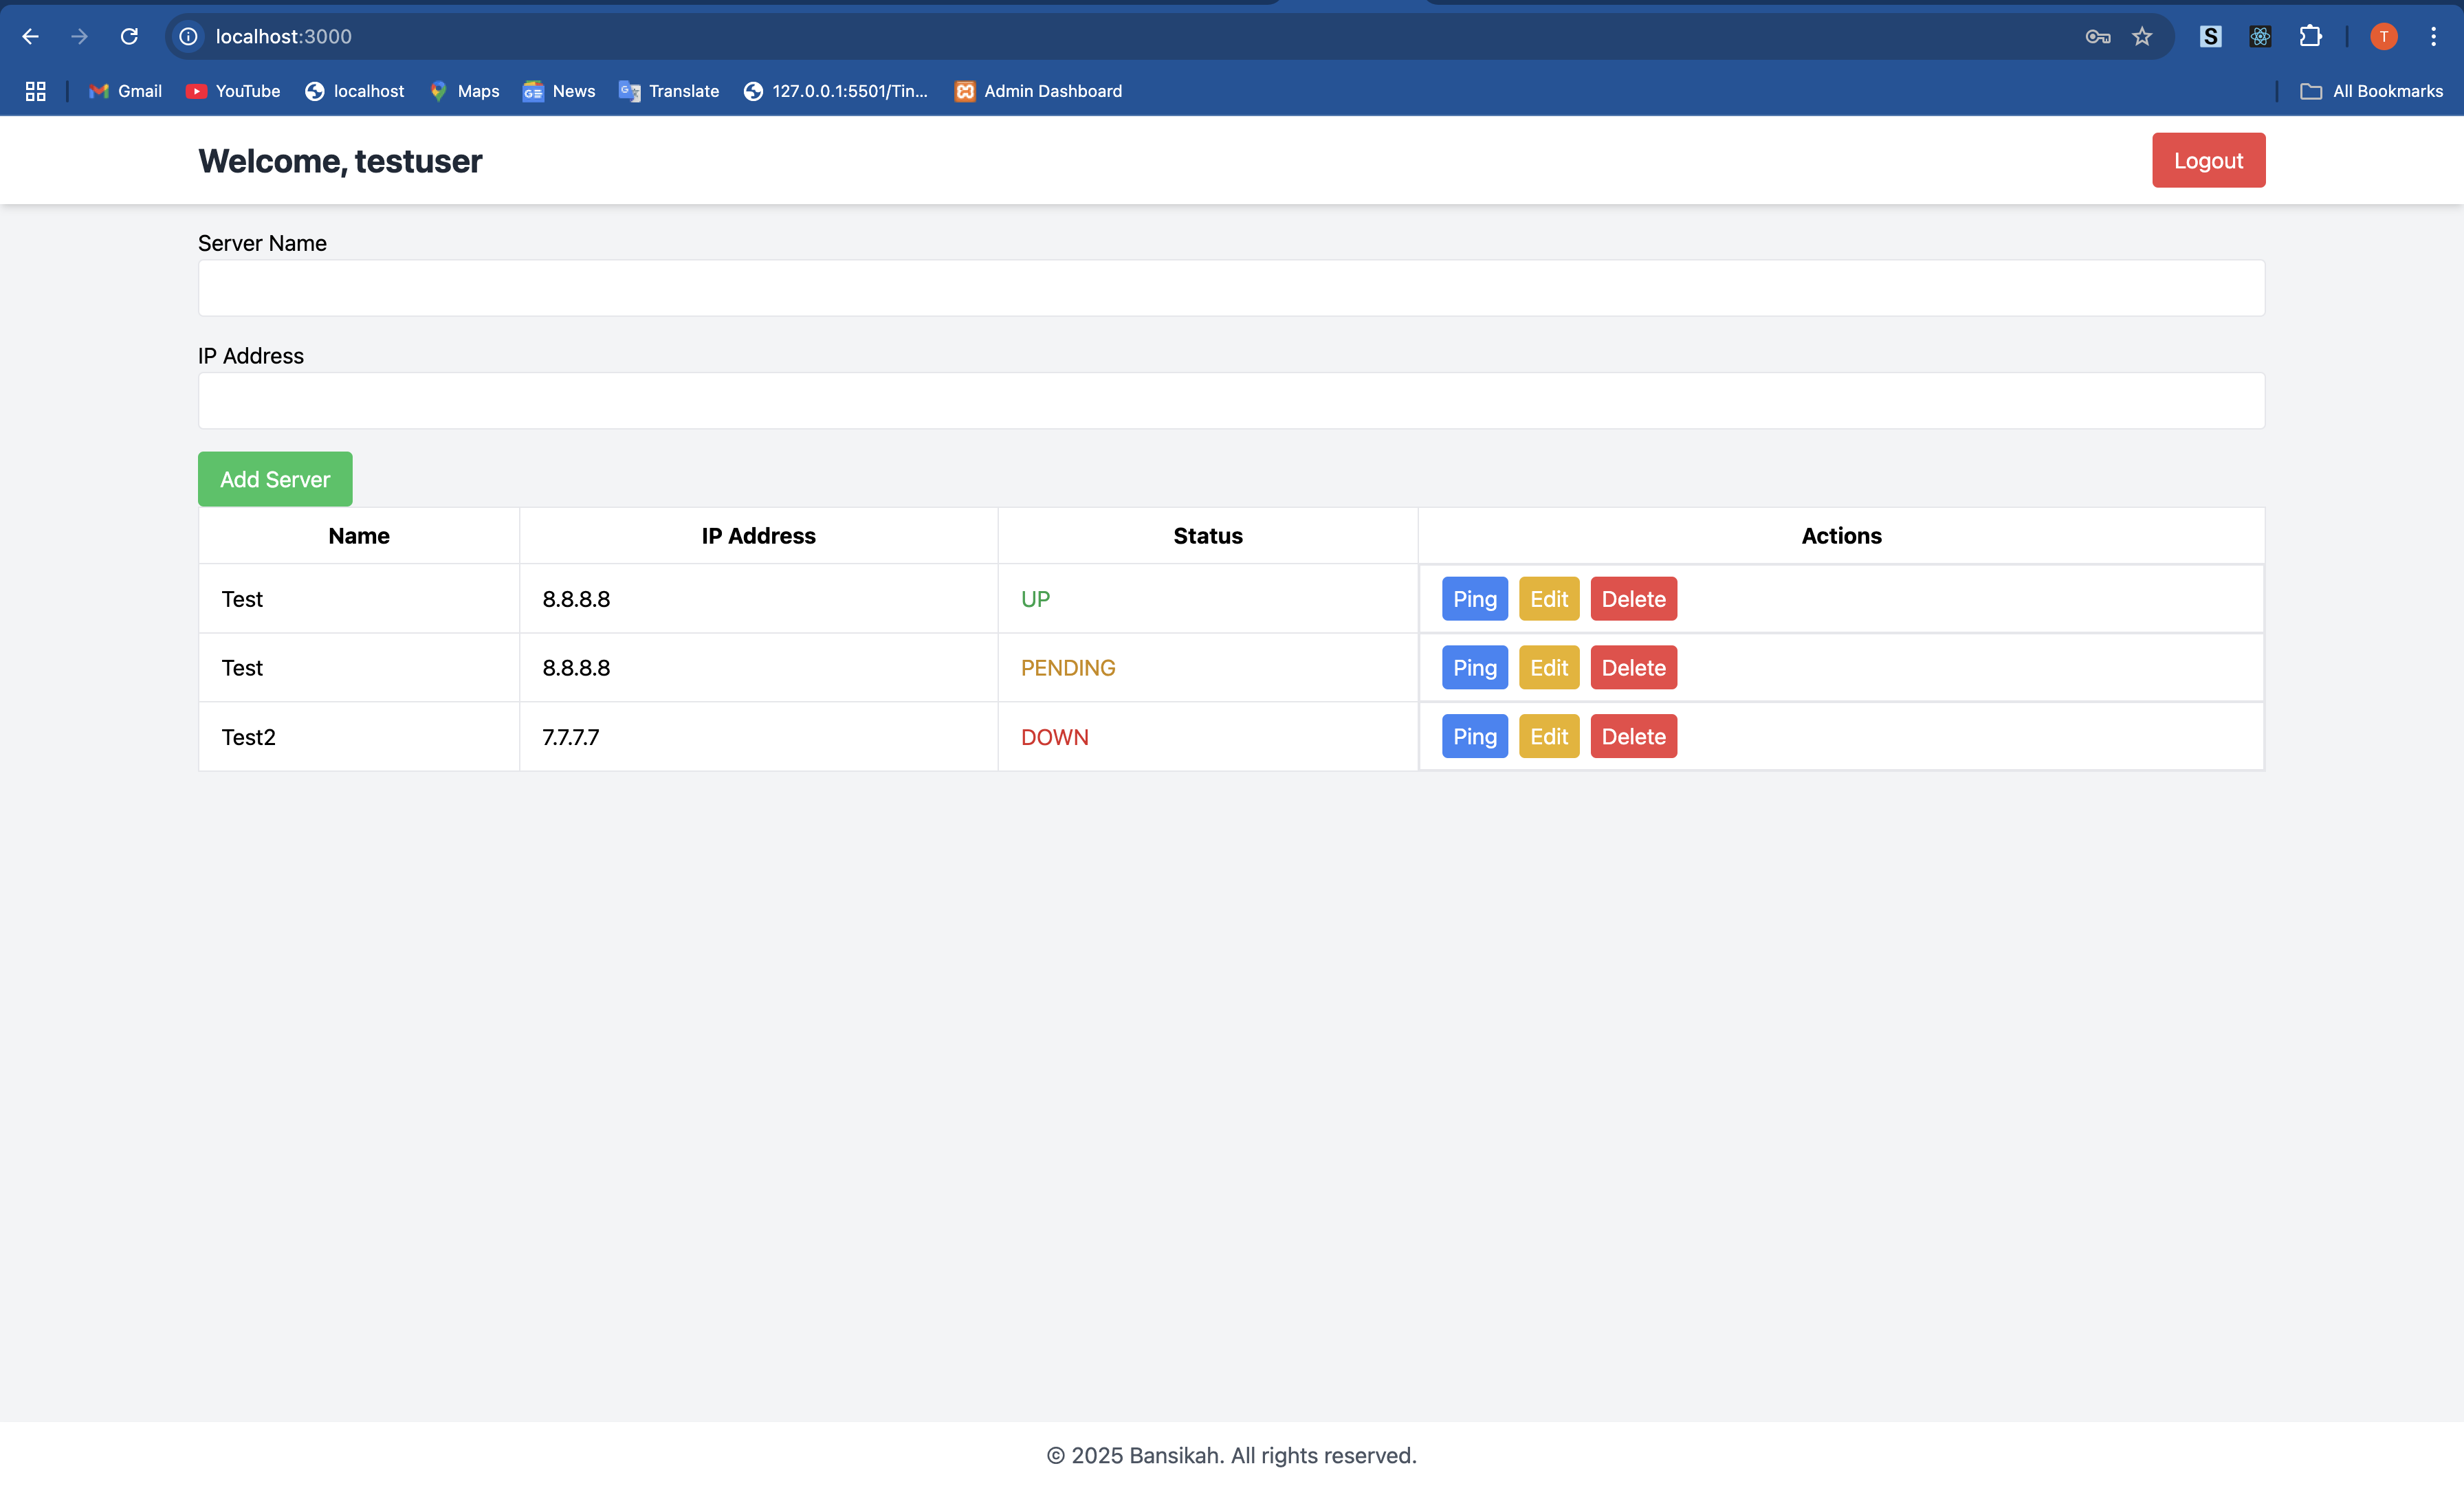 localhost:3000
Gmail YouTube localhost Maps News Translate 127.0.0.1:5501/Tin... Admin Dashboard All Bookmarks
Welcome, testuser Logout
Server Name
IP Address
Add Server
Name IP Address Status Actions
Test 8.8.8.8 UP Ping Edit Delete
Test 8.8.8.8 PENDING Ping Edit Delete
Test2 7.7.7.7 DOWN Ping Edit Delete
© 2025 Bansikah. All rights reserved.